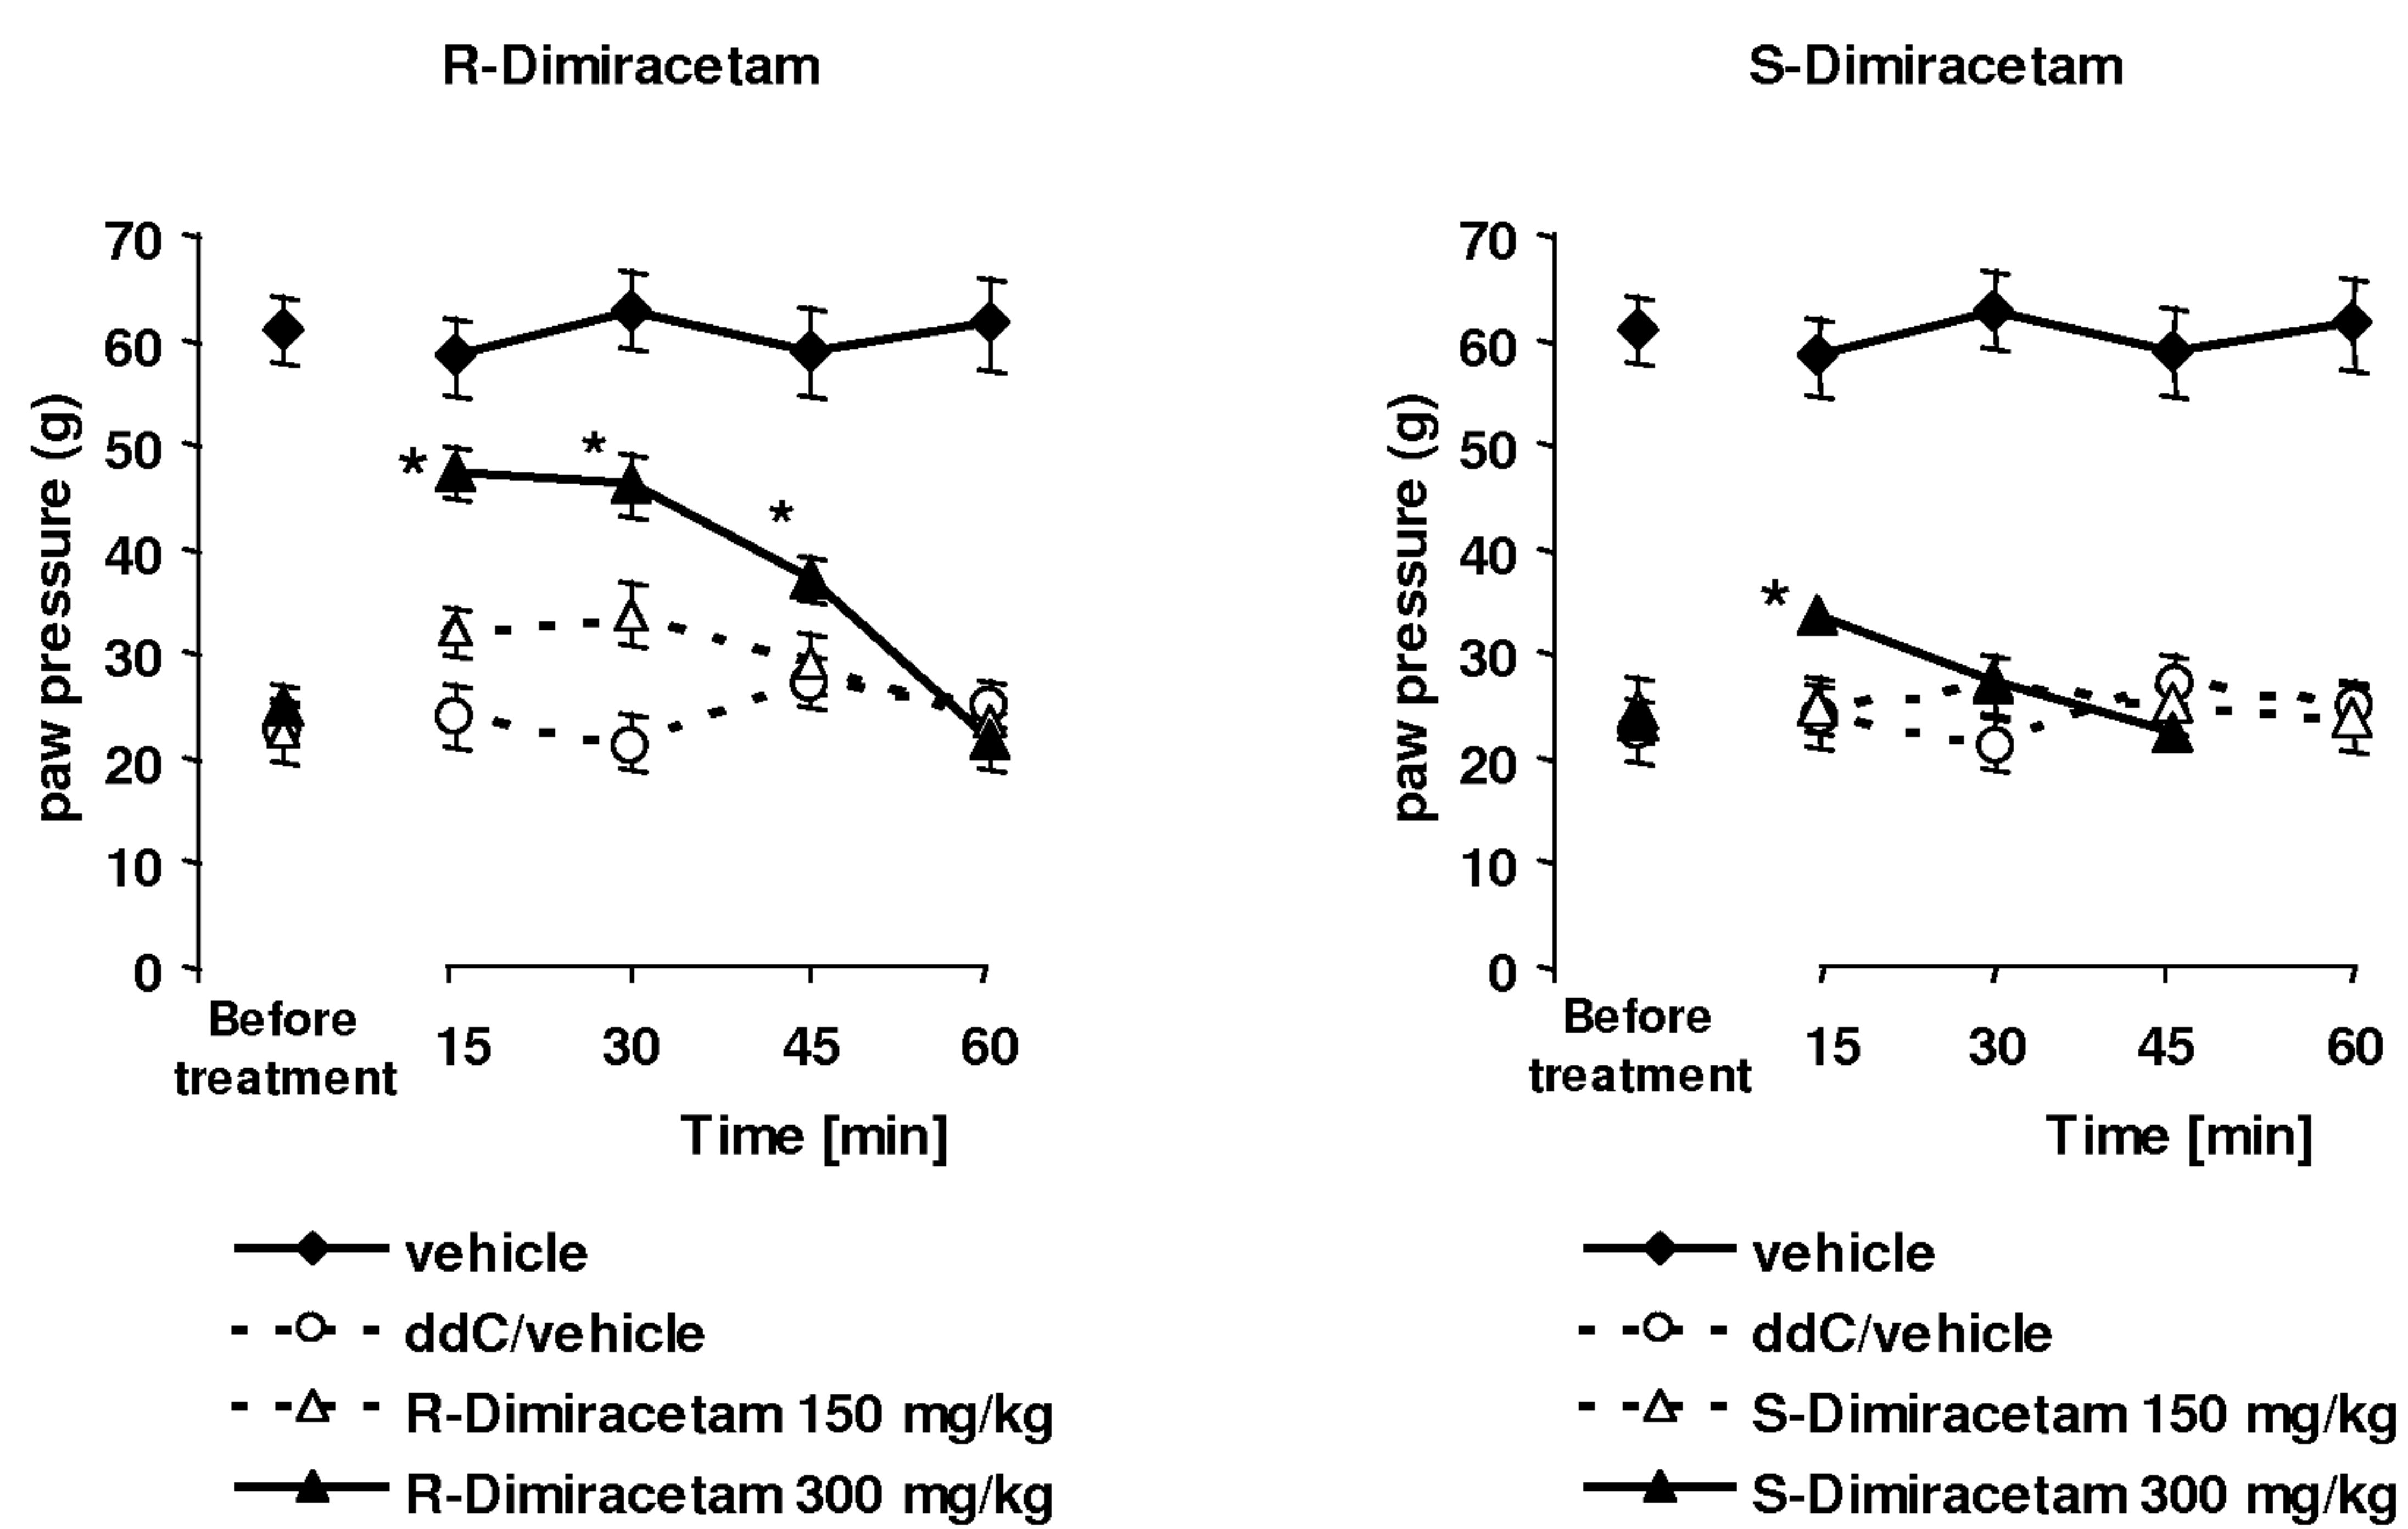 R-Dimiracetam
paw pressure (g)
70
60
50
40
30
20
10
0
*
*
*
Before
treatment
15
30
45
60
Time [min]
vehicle
ddC/vehicle
R-Dimiracetam 150 mg/kg
R-Dimiracetam 300 mg/kg
S-Dimiracetam
paw pressure (g)
70
60
50
40
30
20
10
0
*
Before
treatment
15
30
45
60
Time [min]
vehicle
ddC/vehicle
S-Dimiracetam 150 mg/kg
S-Dimiracetam 300 mg/kg